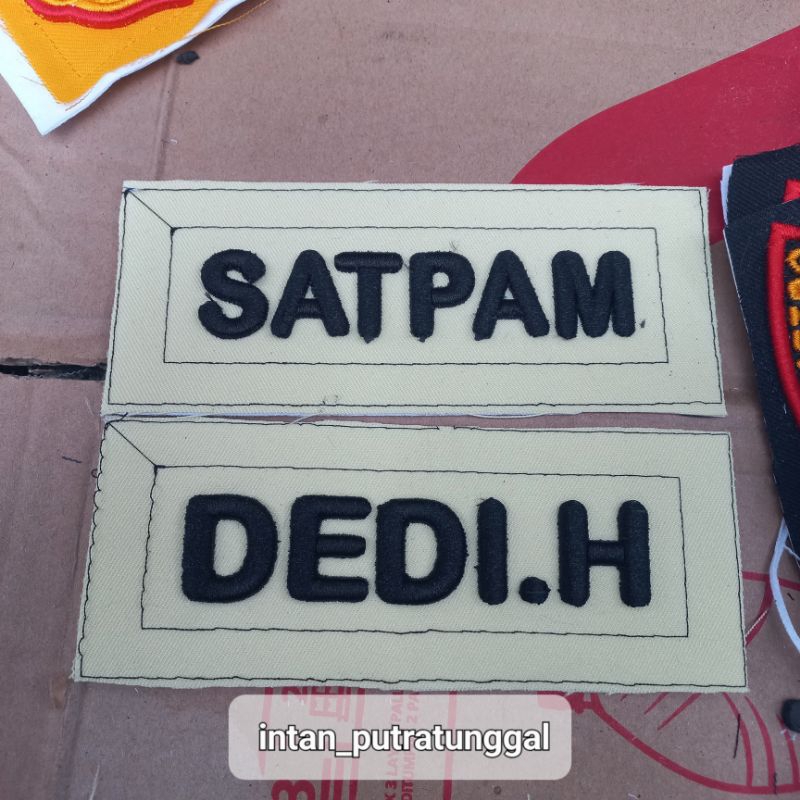 SATPAM
DEDI.H
intan_putratunggal